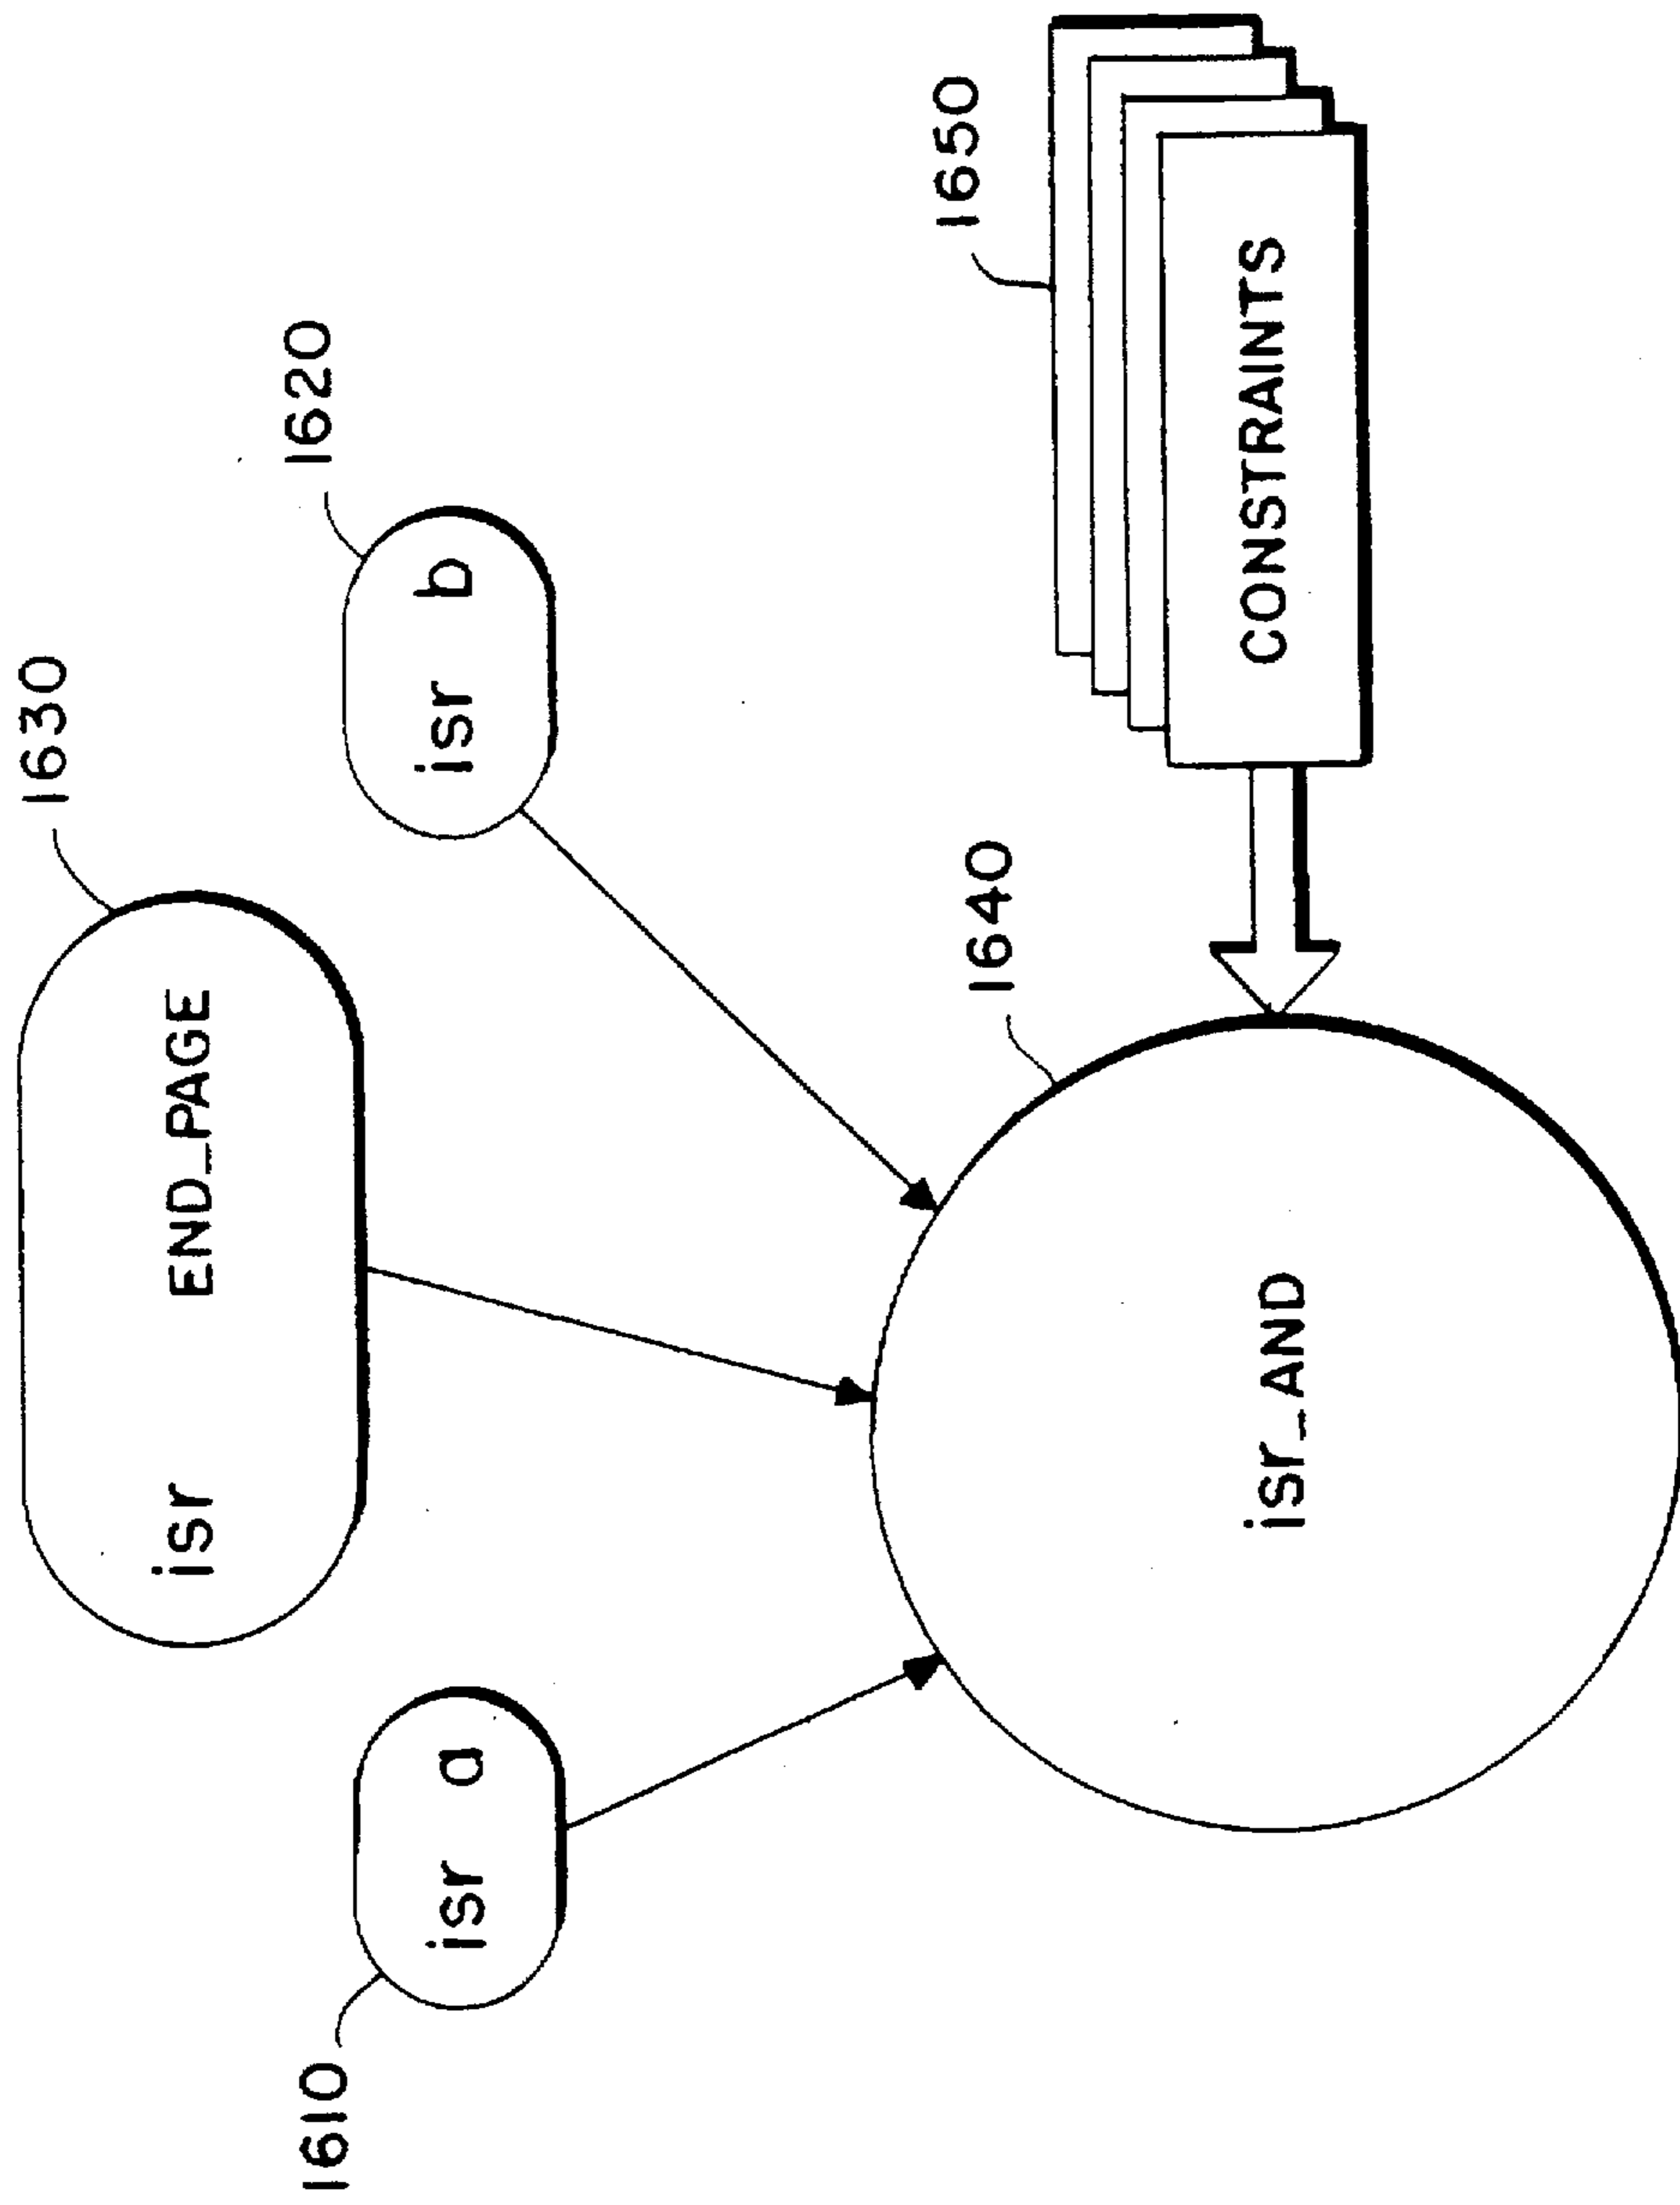 1630
isr END_PAGE
1620
isr b
1610
isr a
1640
isr_AND
1650
CONSTRAINTS